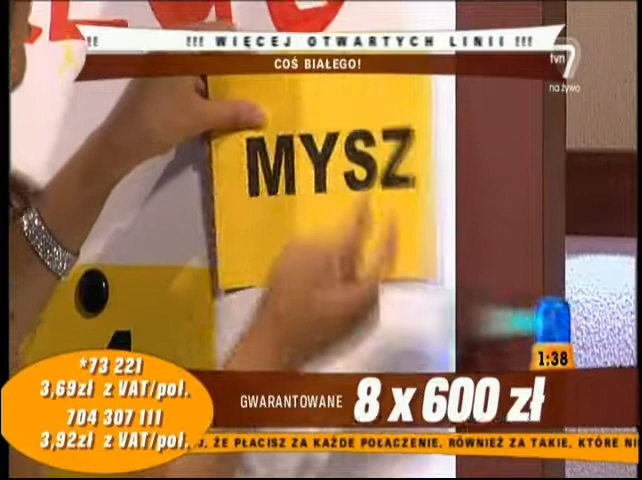 !!! !!! WIĘCEJ OTWARTYCH LINII !!!
COŚ BIAŁEGO!
tvn 7
na żywo
MYSZ
1:38
*73 221
3,69zł z VAT/poł.
704 307 111
3,92zł z VAT/poł.
GWARANTOWANE 8 x 600 zł
ŻE PŁACISZ ZA KAŻDE POŁĄCZENIE, RÓWNIEŻ ZA TAKIE, KTÓRE NI